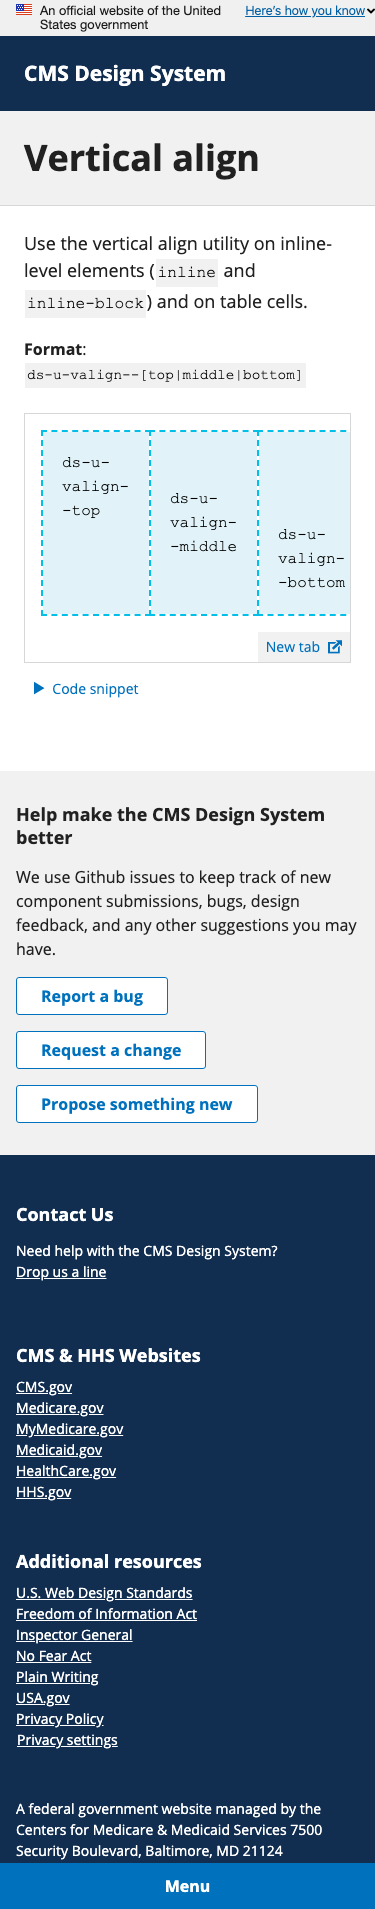 An official website of the United
States government
Here's how you know
CMS Design System
Vertical align
Use the vertical align utility on inline-
level elements (inline and
inline-block) and on table cells.
Format:
ds-u-valign--[top|middle|bottom]
ds-u-
valign-
-top
ds-u-
valign-
-middle
ds-u-
valign-
-bottom
New tab
Code snippet
Help make the CMS Design System
better
We use Github issues to keep track of new
component submissions, bugs, design
feedback, and any other suggestions you may
have.
Report a bug
Request a change
Propose something new
Contact Us
Need help with the CMS Design System?
Drop us a line
CMS & HHS Websites
CMS.gov
Medicare.gov
MyMedicare.gov
Medicaid.gov
HealthCare.gov
HHS.gov
Additional resources
U.S. Web Design Standards
Freedom of Information Act
Inspector General
No Fear Act
Plain Writing
USA.gov
Privacy Policy
Privacy settings
A federal government website managed by the
Centers for Medicare & Medicaid Services 7500
Security Boulevard, Baltimore, MD 21124
Menu